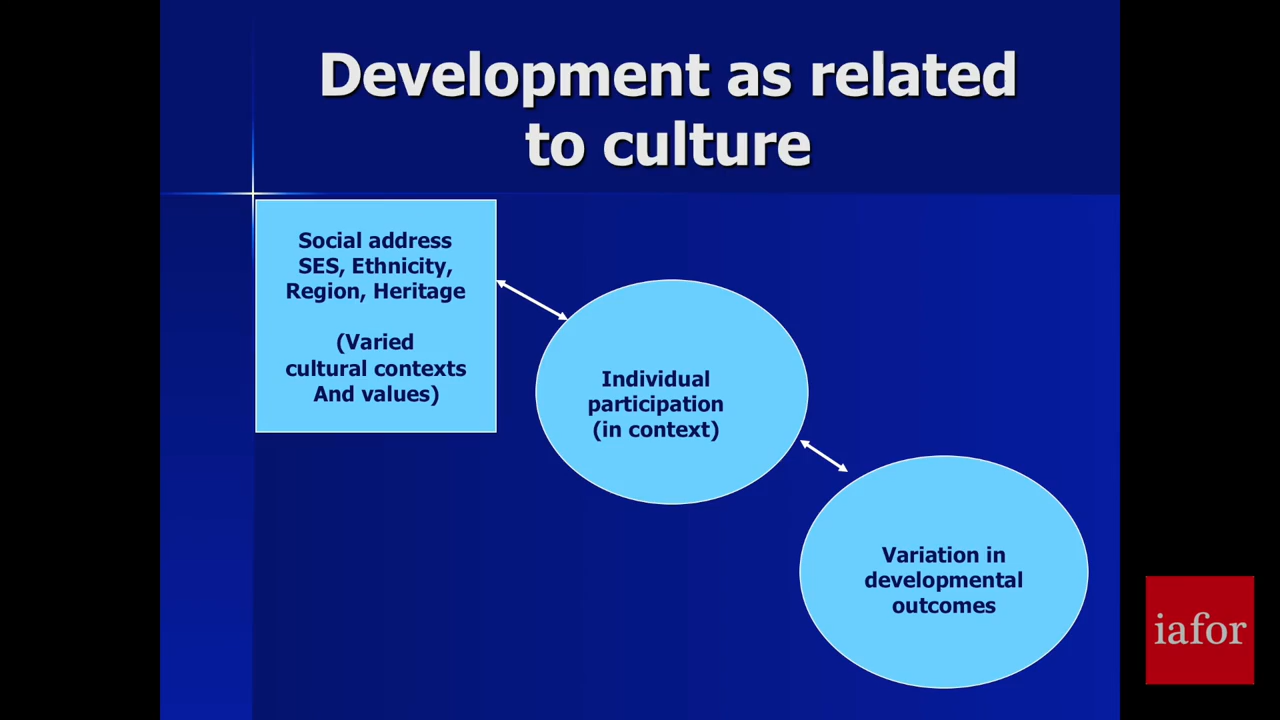 Development as related
to culture
Social address
SES, Ethnicity,
Region, Heritage
(Varied
cultural contexts
And values)
Individual
participation
(in context)
Variation in
developmental
outcomes
iafor